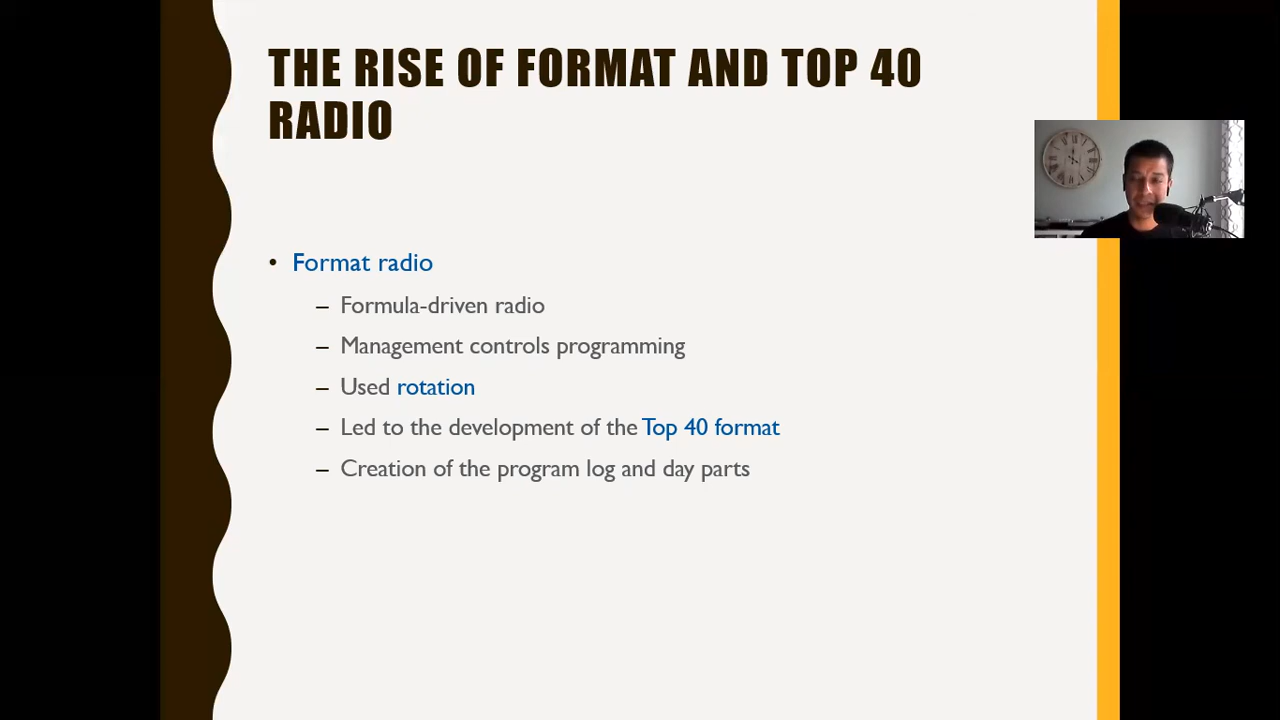 THE RISE OF FORMAT AND TOP 40
RADIO
• Format radio
– Formula-driven radio
– Management controls programming
– Used rotation
– Led to the development of the Top 40 format
– Creation of the program log and day parts